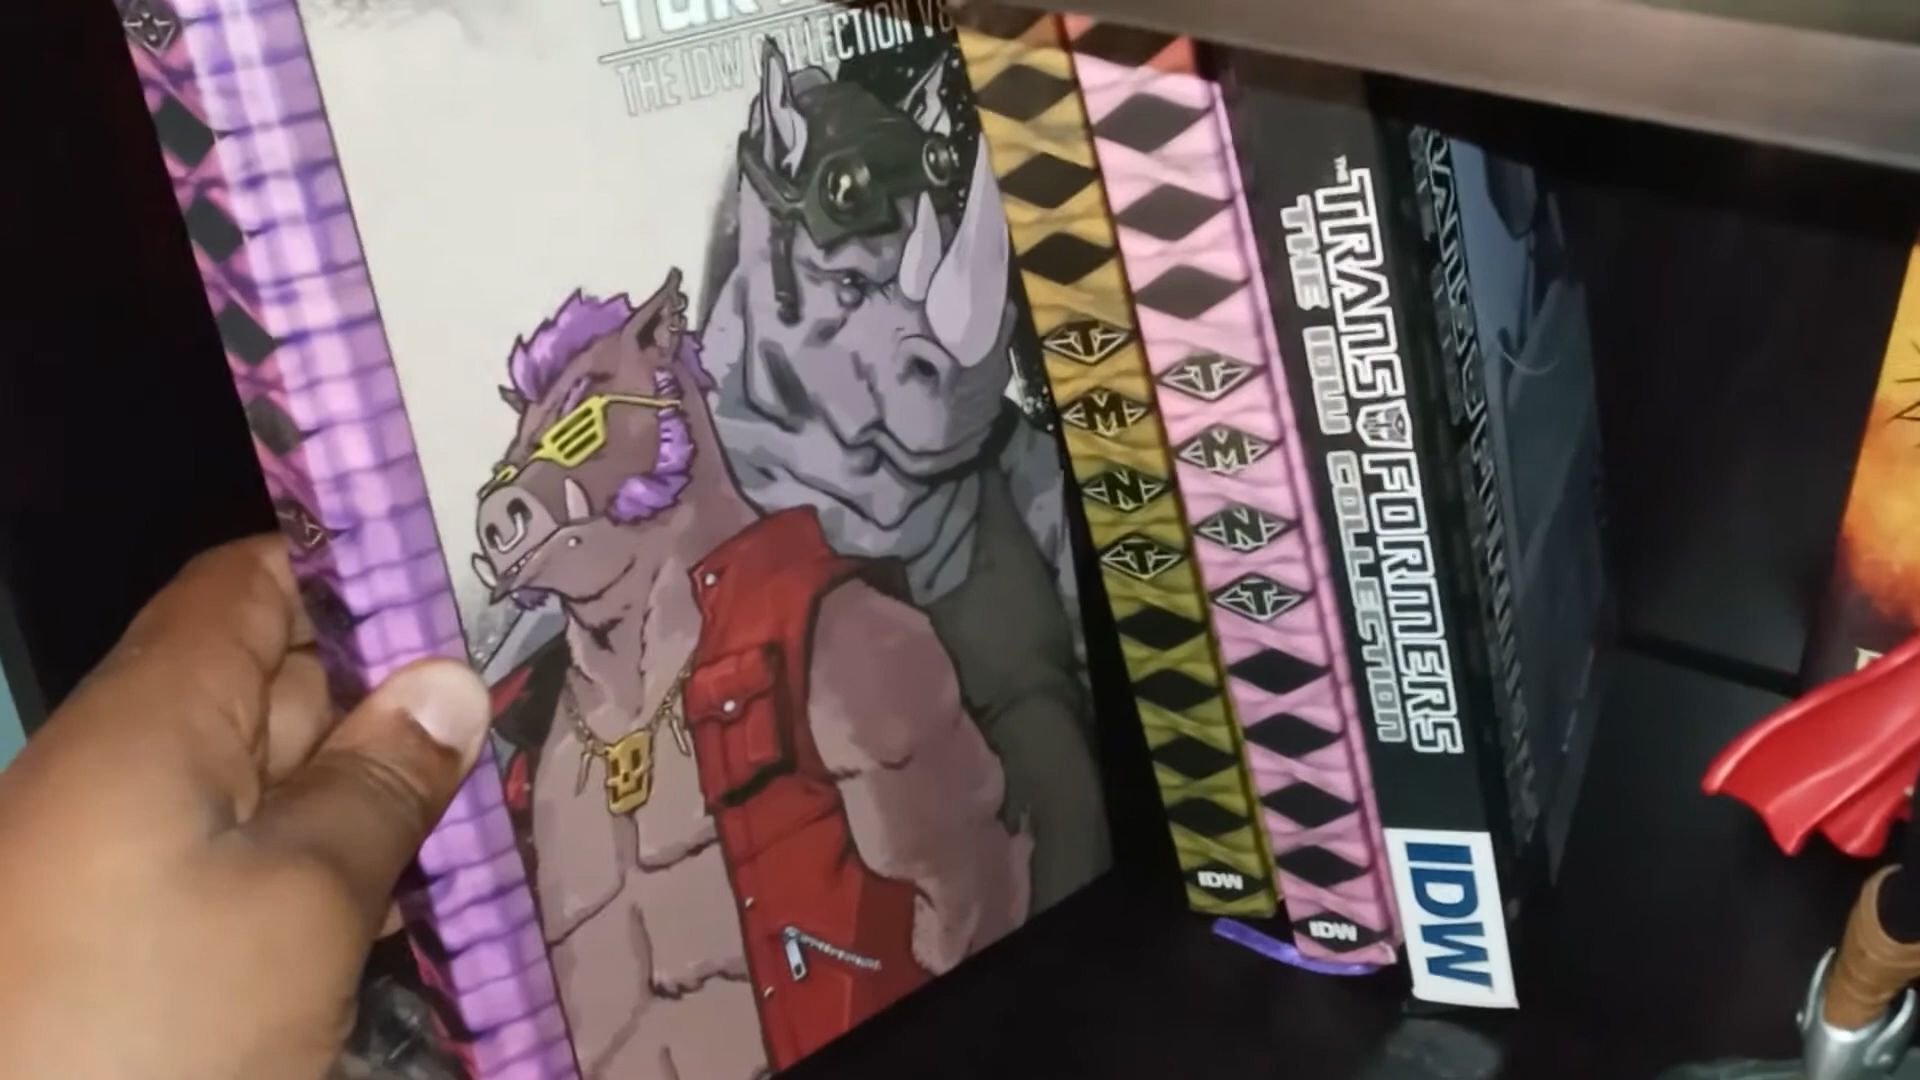 THE IDW COLLECTION V8
T
M
N
T
IDW
T
M
N
T
IDW
THE TRANSFORMERS
THE IDW COLLECTION
IDW